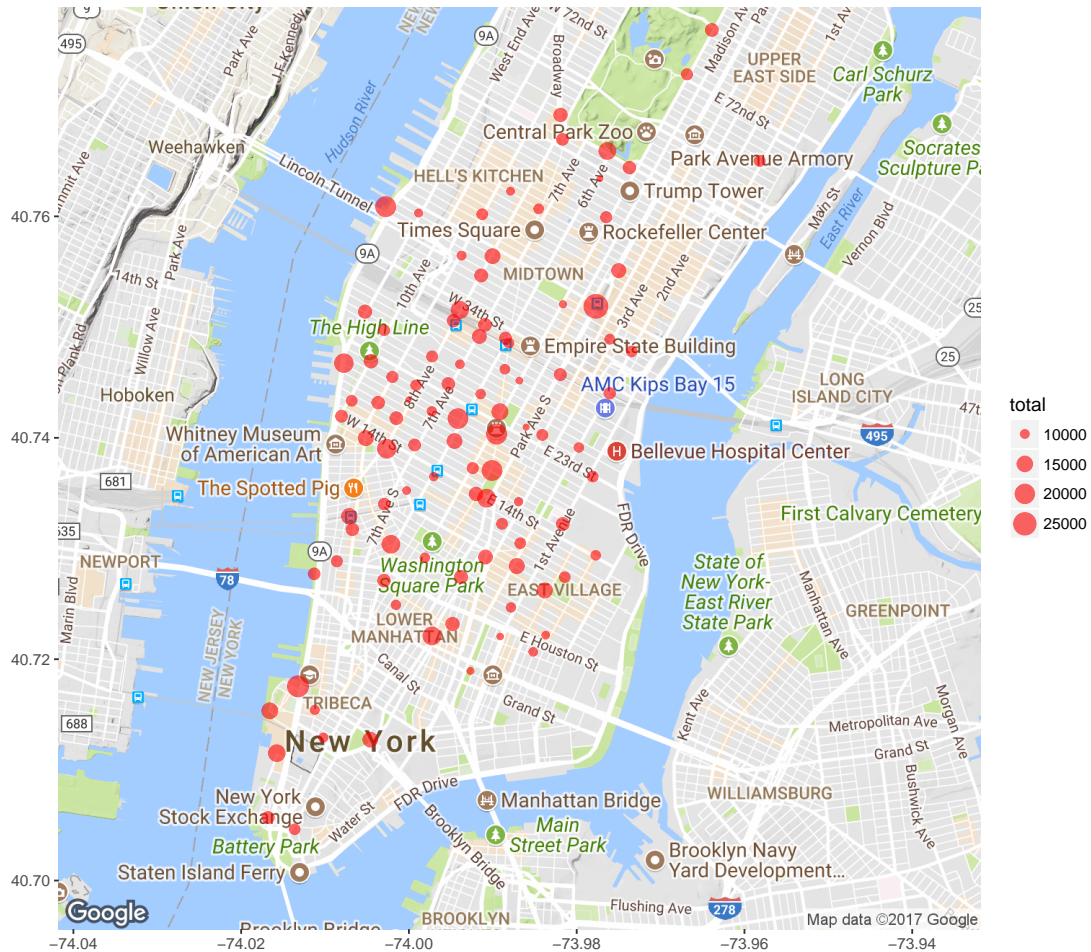 Union City
9
495
Park Ave
J.F. Kennedy
NEW
NEW
9A
West End Ave
W 72nd St
Broadway
Madison Ave
1st Av
UPPER
EAST SIDE
Carl Schurz
Park
E 72nd St
Hudson River
Weehawken
Lincoln Tunnel
Central Park Zoo
Park Avenue Armory
Socrates
Sculpture Pa
HELL'S KITCHEN
7th Ave
6th Ave
Trump Tower
Main St
East River
Vernon Blvd
ummit Ave
Park Ave
Times Square
Rockefeller Center
9A
14th St
10th Ave
MIDTOWN
3rd Ave
2nd Ave
25
W 34th St
Willow Ave
n Plank Rd
The High Line
Empire State Building
25
Hoboken
8th Ave
7th Ave
AMC Kips Bay 15
LONG
ISLAND CITY
47t
Park Ave S
Whitney Museum
of American Art
W 14th St
E 23rd St
H
Bellevue Hospital Center
495
681
The Spotted Pig
7th Ave S
E 14th St
FDR Drive
First Calvary Cemetery
635
1st Avenue
NEWPORT
9A
78
Washington
Square Park
EAST VILLAGE
State of
New York-
East River
State Park
Manhattan Ave
GREENPOINT
Marin Blvd
NEW JERSEY
NEW YORK
LOWER
MANHATTAN
E Houston St
Canal St
TRIBECA
Grand St
Kent Ave
Metropolitan Ave
Morgan Ave
Grand St
688
New York
Bushwick Ave
FDR Drive
WILLIAMSBURG
New York
Stock Exchange
Water St
Manhattan Bridge
Battery Park
Brooklyn Bridge
Main
Street Park
Brooklyn Navy
Yard Development...
Staten Island Ferry
Flushing Ave
278
Brooklyn Bridge
BROOKLYN
Google
Map data ©2017 Google
40.76
40.74
40.72
40.70
−74.04
−74.02
−74.00
−73.98
−73.96
−73.94
total
10000
15000
20000
25000